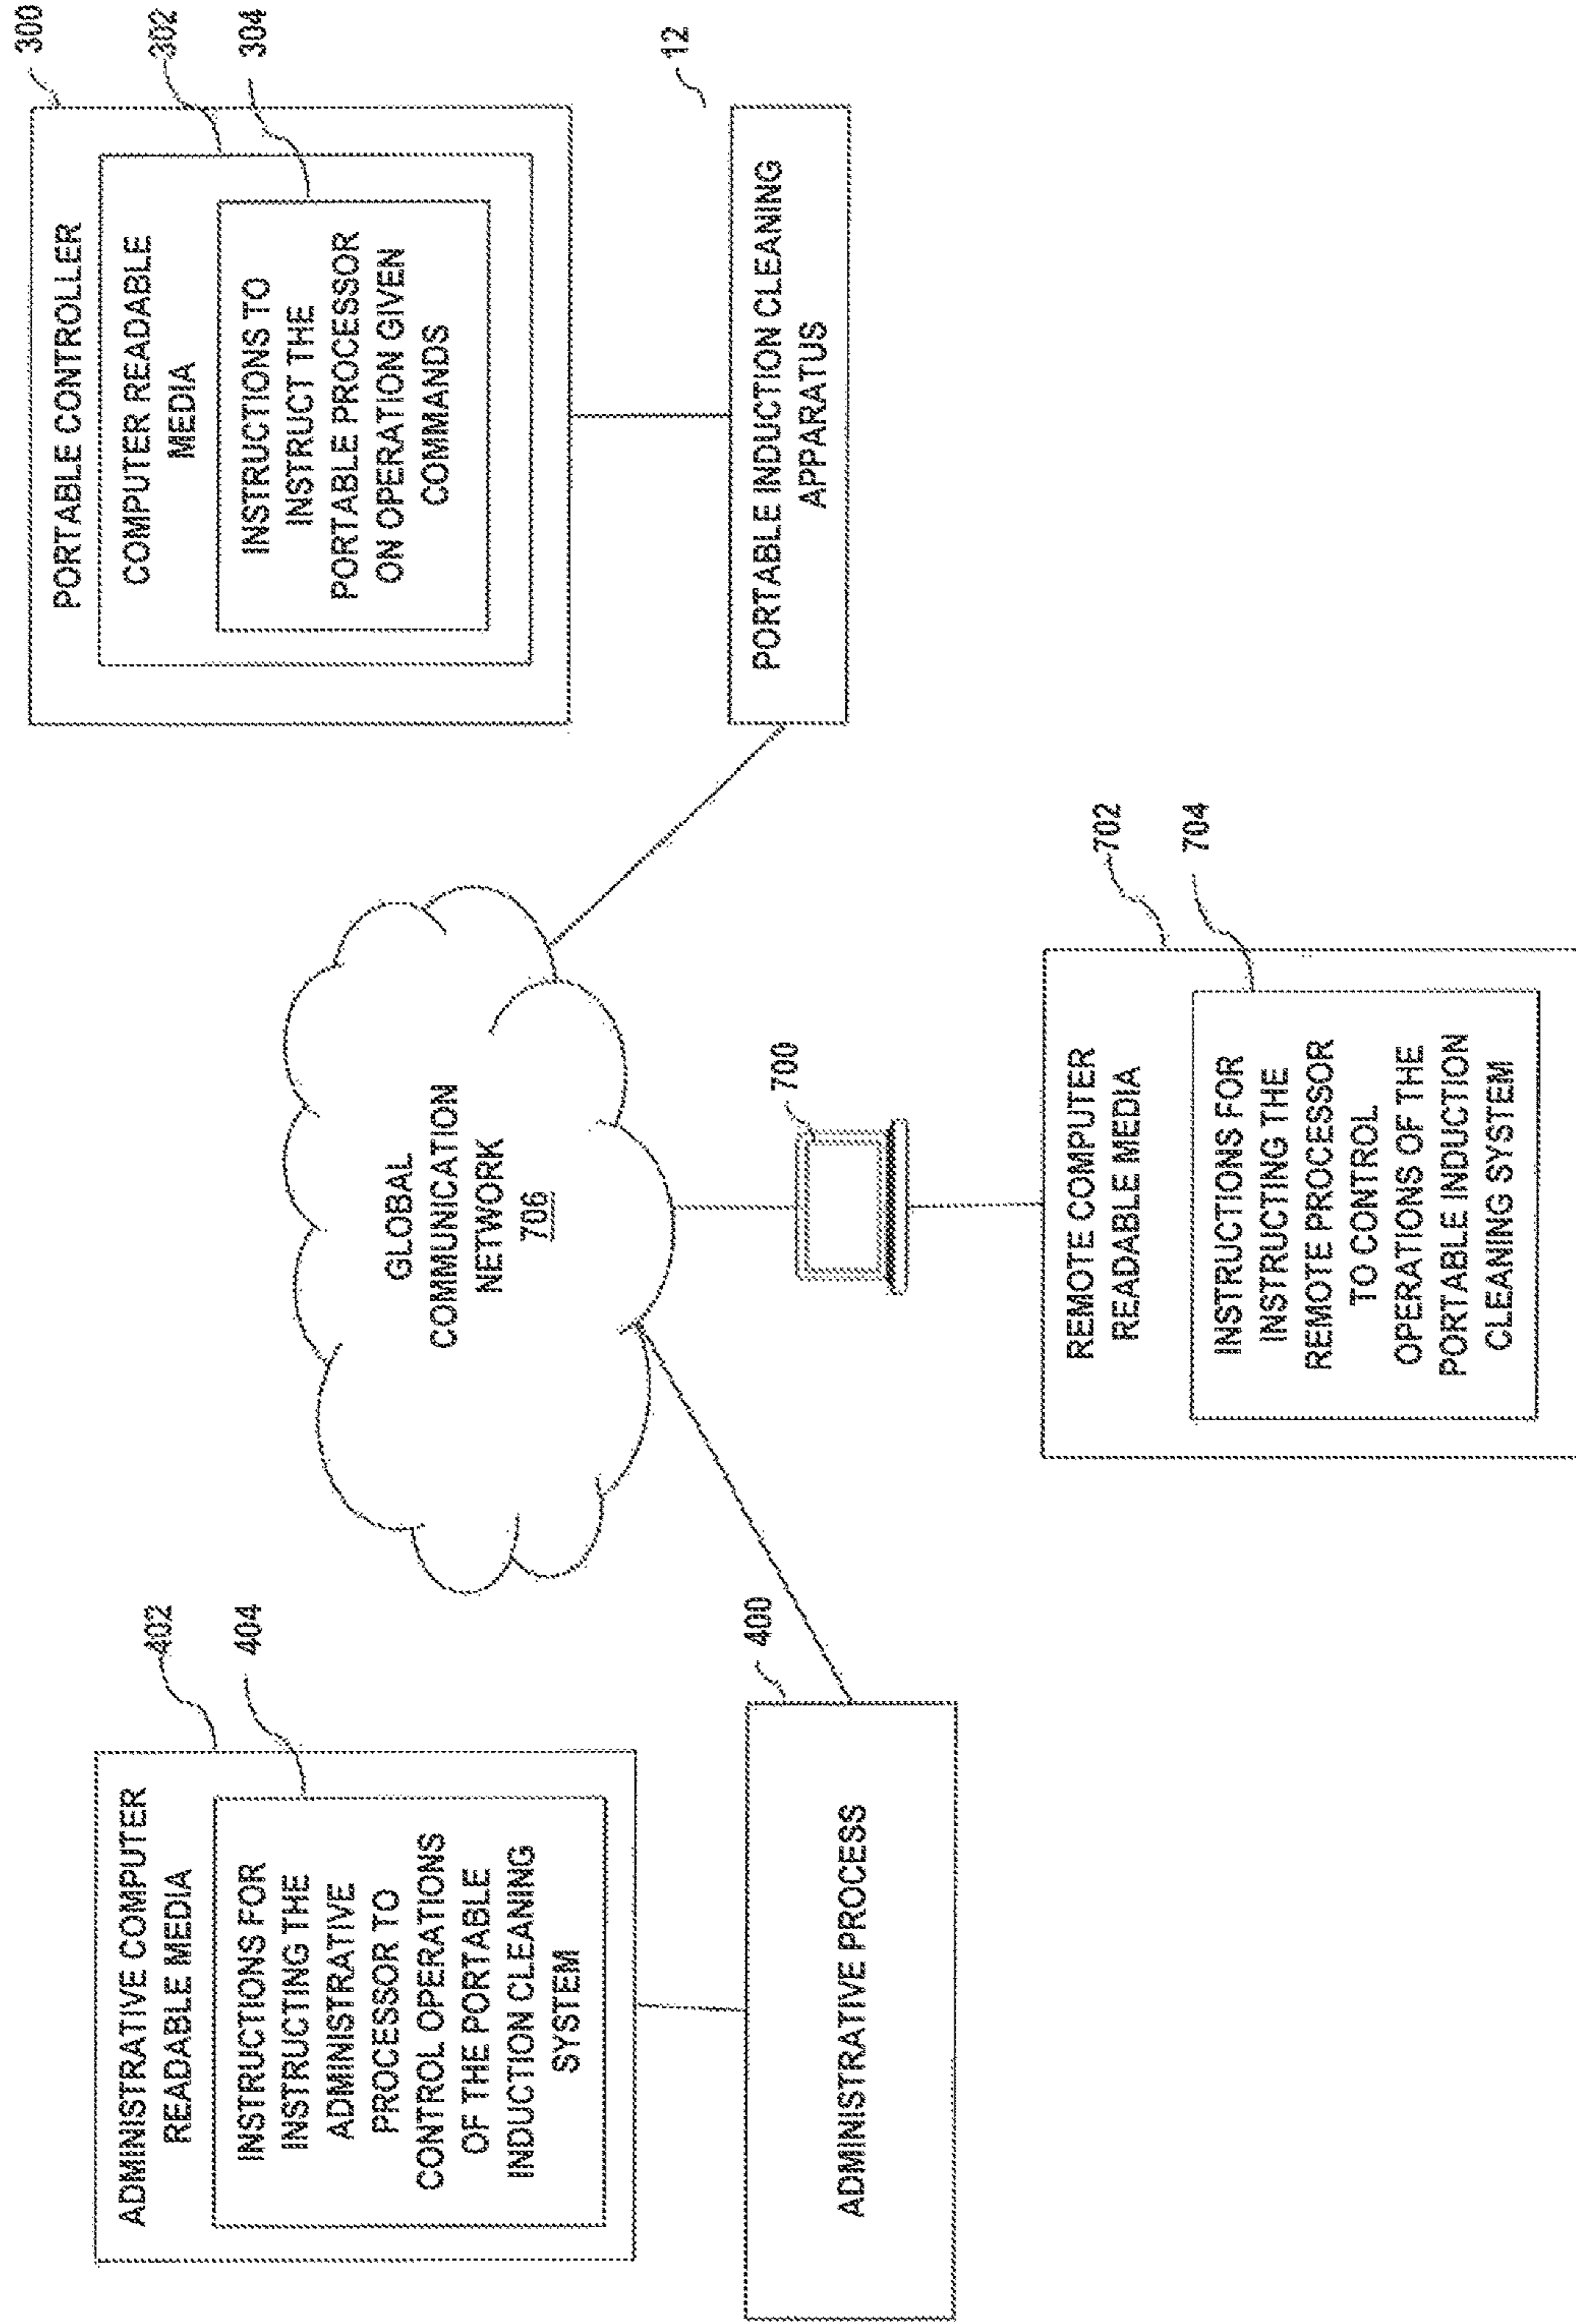 402
ADMINISTRATIVE COMPUTER
READABLE MEDIA
404
INSTRUCTIONS FOR
INSTRUCTING THE
ADMINISTRATIVE
PROCESSOR TO
CONTROL OPERATIONS
OF THE PORTABLE
INDUCTION CLEANING
SYSTEM
400
ADMINISTRATIVE PROCESS
GLOBAL
COMMUNICATION
NETWORK
706
700
702
REMOTE COMPUTER
READABLE MEDIA
704
INSTRUCTIONS FOR
INSTRUCTING THE
REMOTE PROCESSOR
TO CONTROL
OPERATIONS OF THE
PORTABLE INDUCTION
CLEANING SYSTEM
300
PORTABLE CONTROLLER
302
COMPUTER READABLE
MEDIA
304
INSTRUCTIONS TO
INSTRUCT THE
PORTABLE PROCESSOR
ON OPERATION GIVEN
COMMANDS
12
PORTABLE INDUCTION CLEANING
APPARATUS